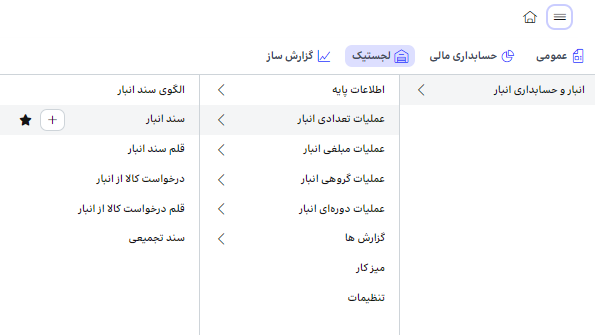 عمومی
حسابداری مالی
لجستیک
گزارش ساز
انبار و حسابداری انبار
اطلاعات پایه
عملیات تعدادی انبار
عملیات مبلغی انبار
عملیات گروهی انبار
عملیات دوره‌ای انبار
گزارش ها
میز کار
تنظیمات
الگوی سند انبار
سند انبار
قلم سند انبار
درخواست کالا از انبار
قلم درخواست کالا از انبار
سند تجمیعی